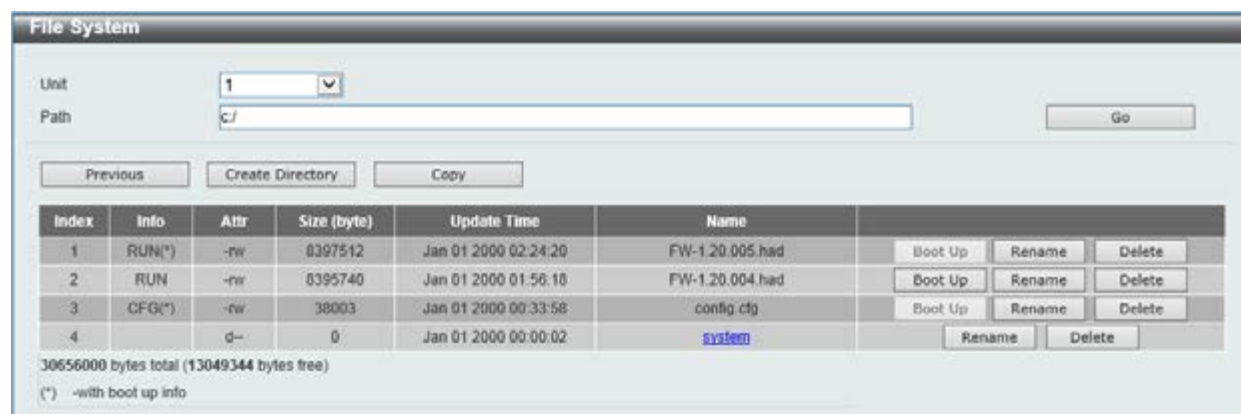 File System
Unit 1
Path c:/ Go
Previous Create Directory Copy
Index Info Attr Size (byte) Update Time Name
1 RUN(*) -rw 8397512 Jan 01 2000 02:24:20 FW-1.20.005.had Boot Up Rename Delete
2 RUN -rw 8395740 Jan 01 2000 01:56:18 FW-1.20.004.had Boot Up Rename Delete
3 CFG(*) -rw 38003 Jan 01 2000 00:33:58 config.cfg Boot Up Rename Delete
4 d-- 0 Jan 01 2000 00:00:02 system Rename Delete
30656000 bytes total (13049344 bytes free)
(*) -with boot up info